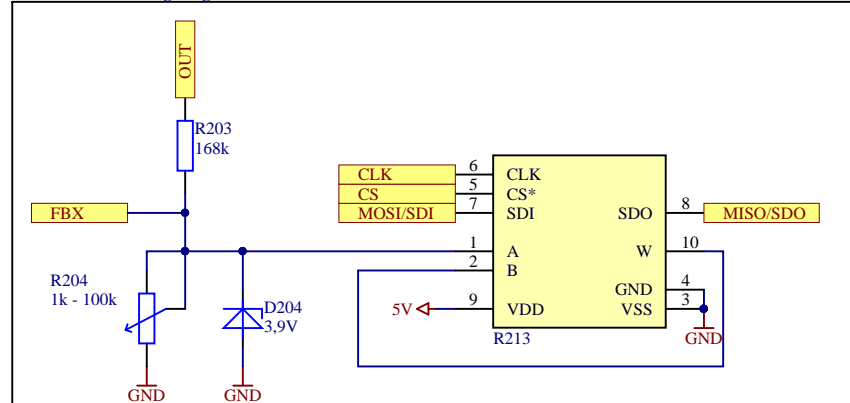 OUT
R203
168k
FBX
R204
1k - 100k
D204
3,9V
GND
GND
CLK
CS
MOSI/SDI
6
5
7
1
2
9
CLK
CS*
SDI
A
B
VDD
SDO
W
GND
VSS
8
10
4
3
MISO/SDO
5V
R213
GND